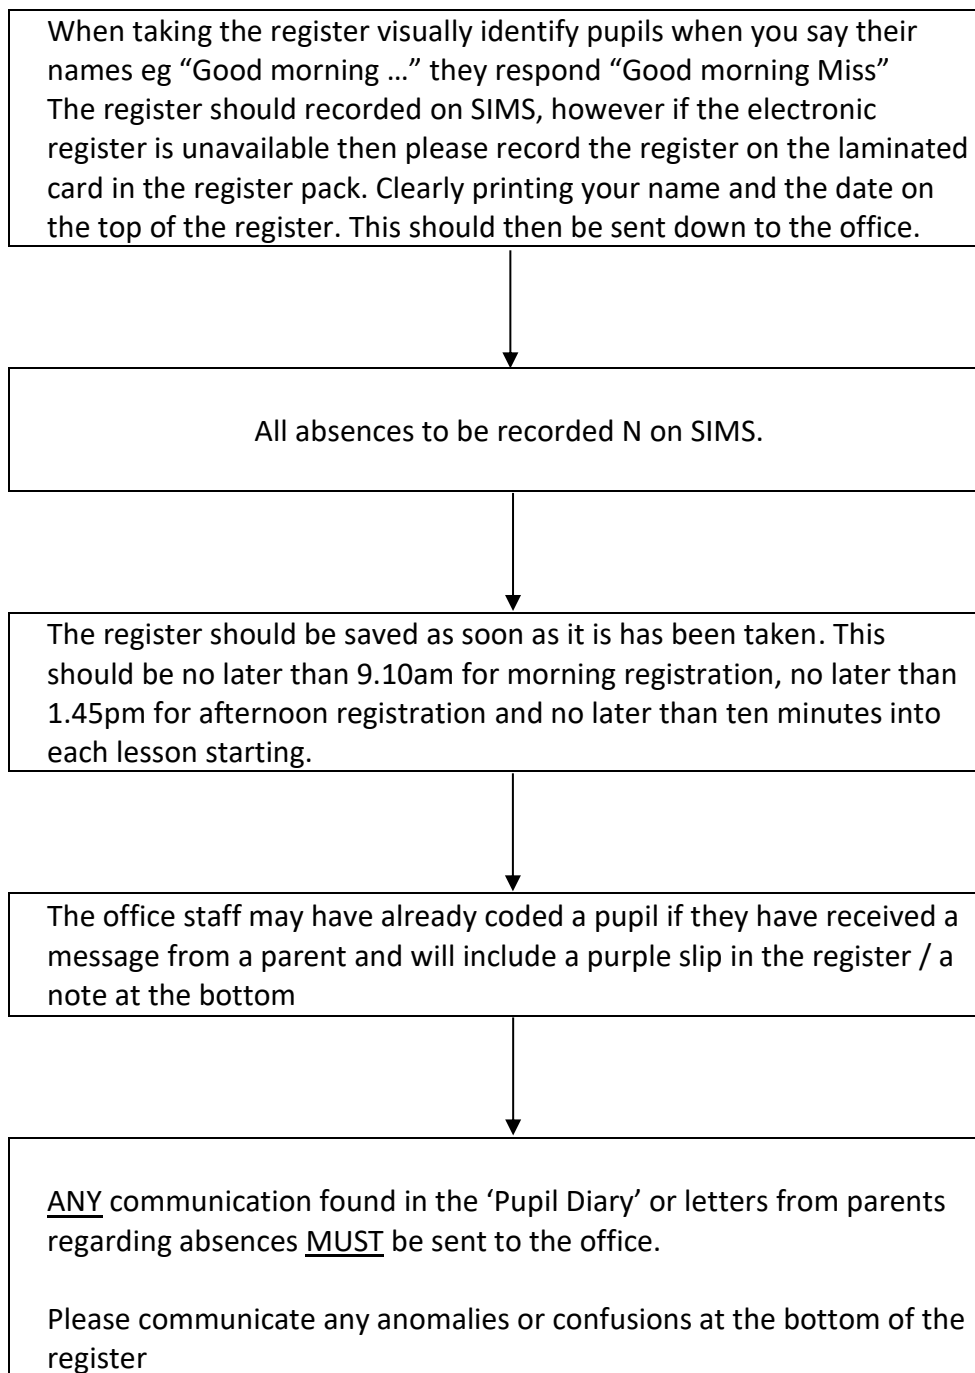 When taking the register visually identify pupils when you say their
names eg “Good morning …” they respond “Good morning Miss”
The register should recorded on SIMS, however if the electronic
register is unavailable then please record the register on the laminated
card in the register pack. Clearly printing your name and the date on
the top of the register. This should then be sent down to the office.
All absences to be recorded N on SIMS.
The register should be saved as soon as it is has been taken. This
should be no later than 9.10am for morning registration, no later than
1.45pm for afternoon registration and no later than ten minutes into
each lesson starting.
The office staff may have already coded a pupil if they have received a
message from a parent and will include a purple slip in the register / a
note at the bottom
ANY communication found in the ‘Pupil Diary’ or letters from parents
regarding absences MUST be sent to the office.
Please communicate any anomalies or confusions at the bottom of the
register